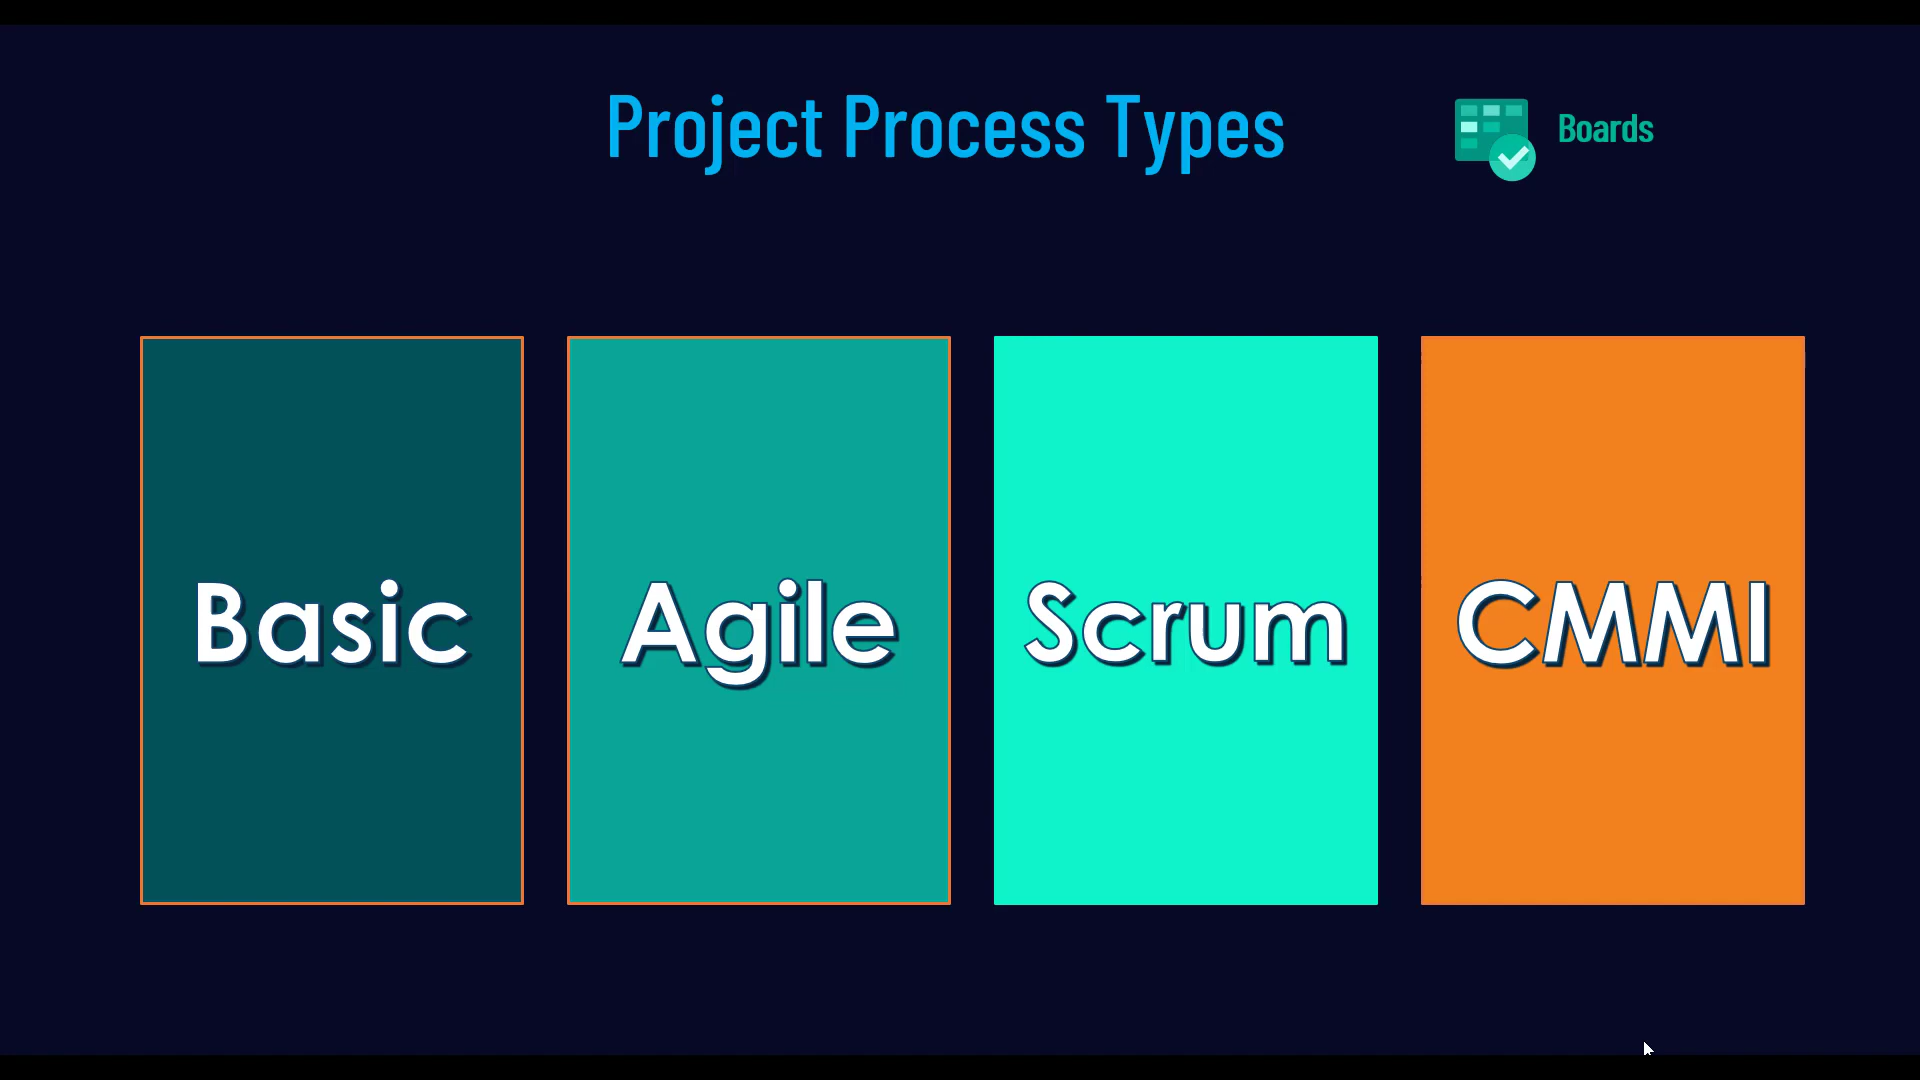 Project Process Types
Boards
Basic
Agile
Scrum
CMMI